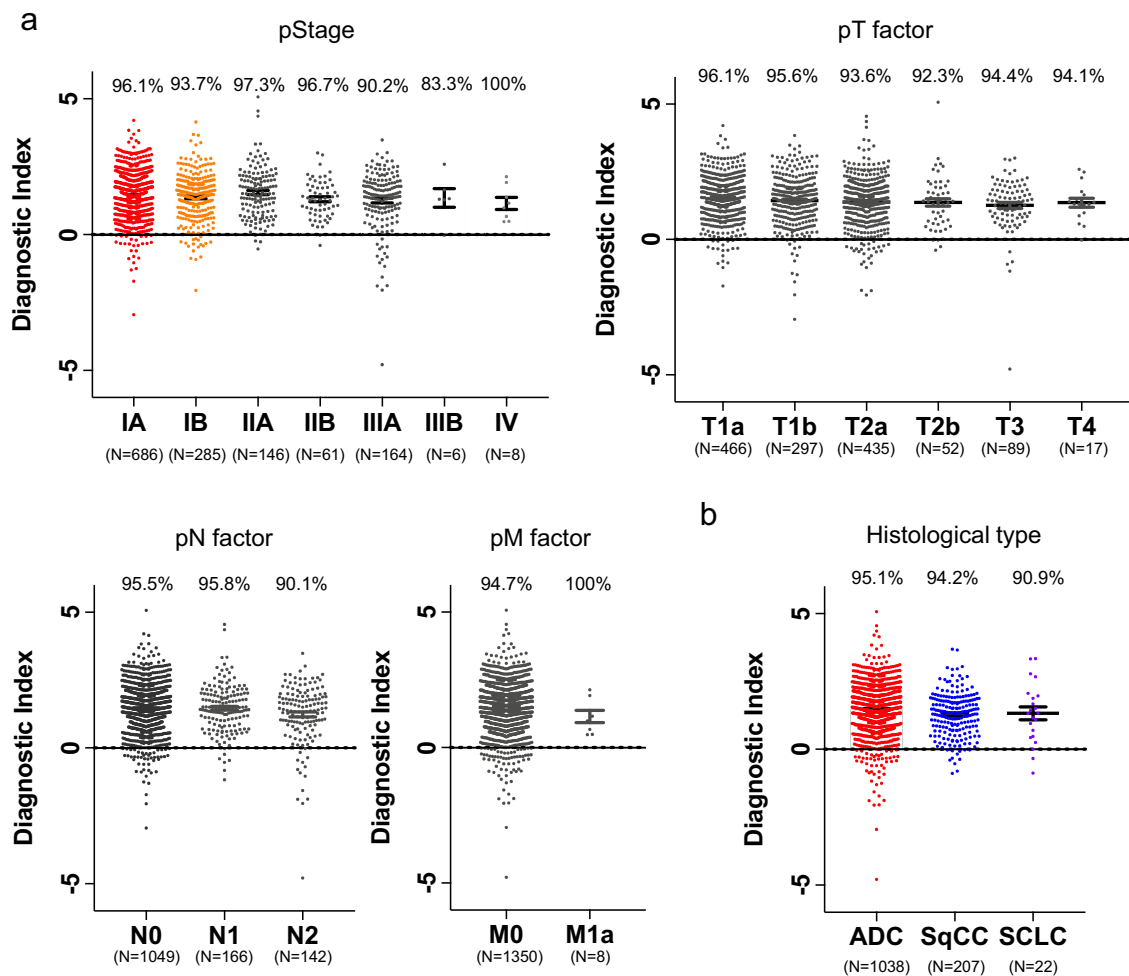 a
pStage
96.1% 93.7% 97.3% 96.7% 90.2% 83.3% 100%
Diagnostic Index
5
0
-5
IA IB IIA IIB IIIA IIIB IV
(N=686) (N=285) (N=146) (N=61) (N=164) (N=6) (N=8)
pT factor
96.1% 95.6% 93.6% 92.3% 94.4% 94.1%
Diagnostic Index
5
0
-5
T1a T1b T2a T2b T3 T4
(N=466) (N=297) (N=435) (N=52) (N=89) (N=17)
pN factor
95.5% 95.8% 90.1%
Diagnostic Index
5
0
-5
N0 N1 N2
(N=1049) (N=166) (N=142)
pM factor
94.7% 100%
Diagnostic Index
5
0
-5
M0 M1a
(N=1350) (N=8)
b
Histological type
95.1% 94.2% 90.9%
Diagnostic Index
5
0
-5
ADC SqCC SCLC
(N=1038) (N=207) (N=22)